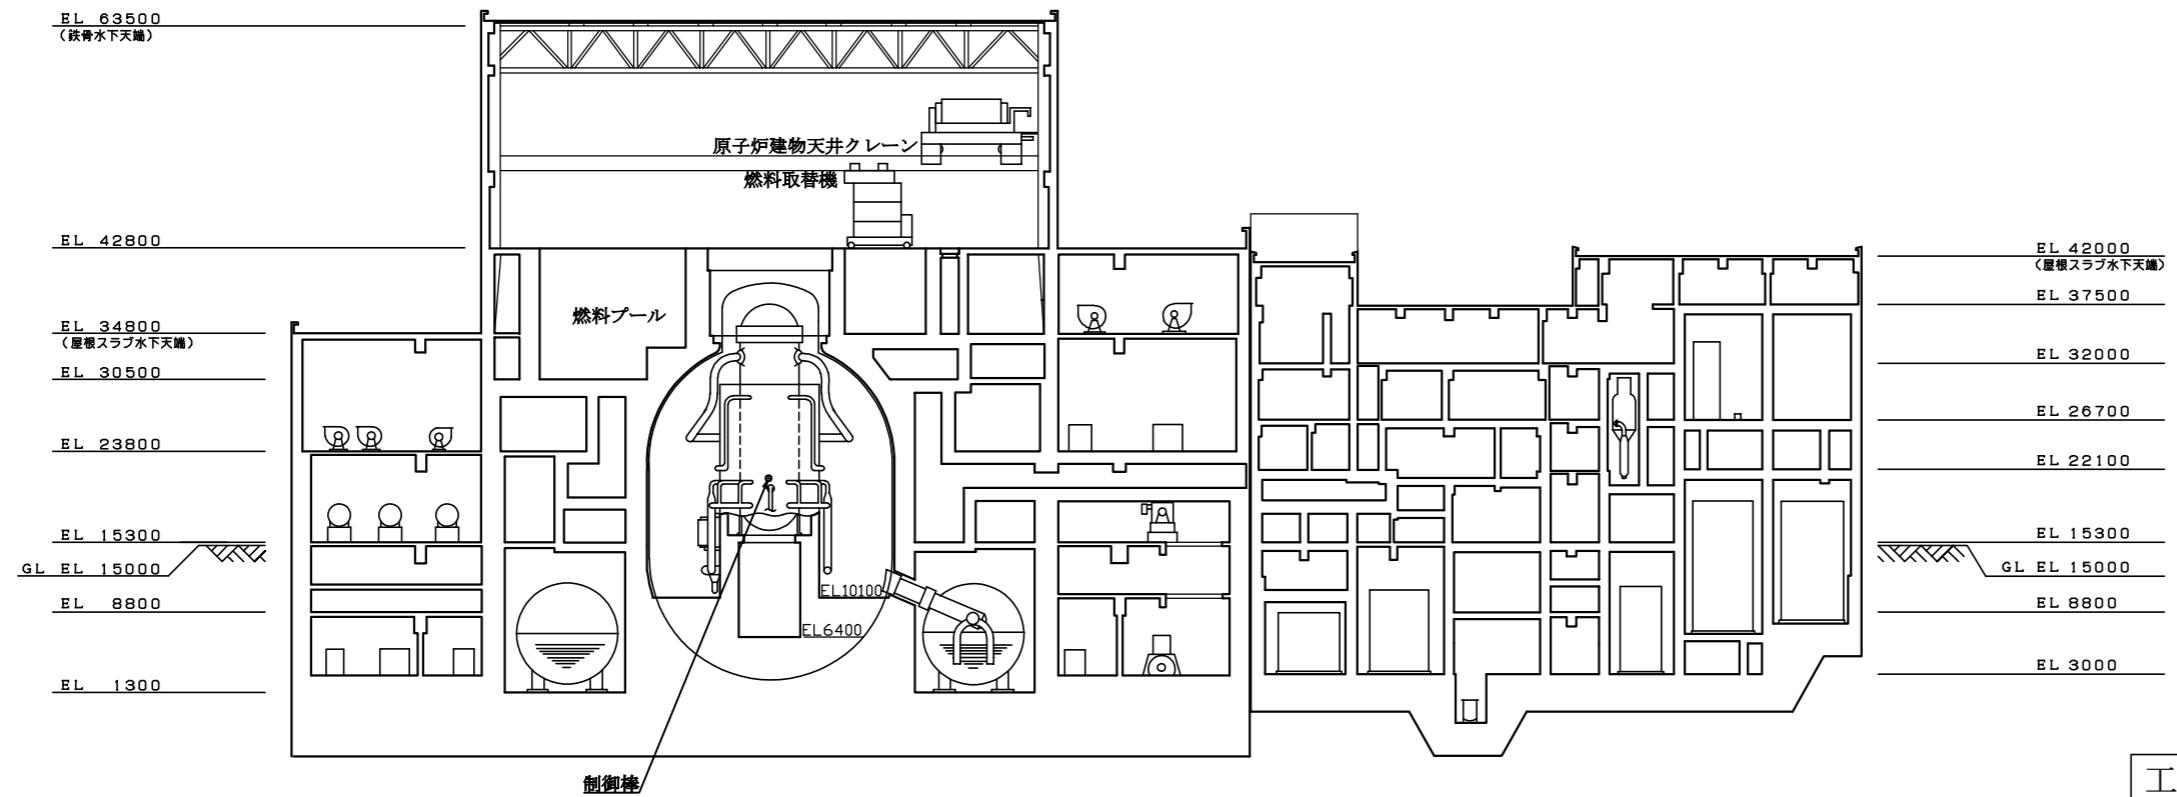 EL 63500
(鉄骨水下天端)
原子炉建物天井クレーン
燃料取替機
EL 42800
EL 42000
(屋根スラブ水下天端)
EL 37500
燃料プール
EL 34800
(屋根スラブ水下天端)
EL 32000
EL 30500
EL 26700
EL 23800
EL 22100
EL 15300
EL 15300
GL EL 15000
GL EL 15000
EL10100
EL 8800
EL 8800
EL6400
EL 3000
EL 1300
制御棒
工